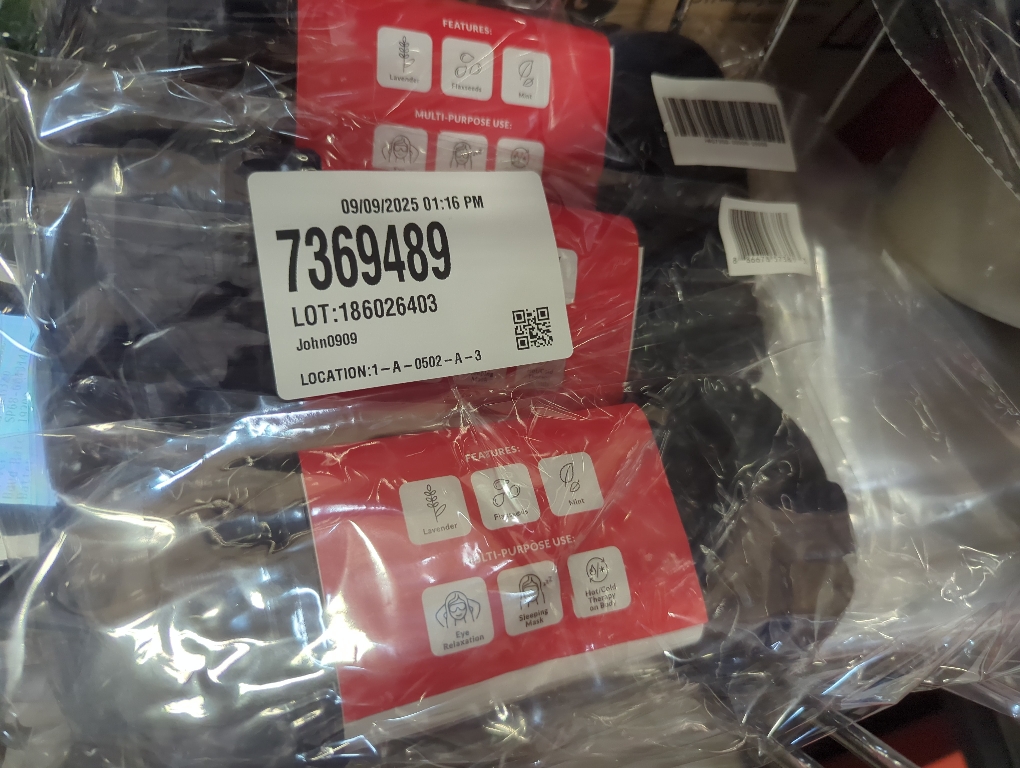 FEATURES:
Lavender
Flaxseeds
Mint
MULTI-PURPOSE USE:
09/09/2025 01:16 PM
7369489
LOT:186026403
John0909
LOCATION:1-A-0502-A-3
FEATURES:
Lavender
Flaxseeds
Mint
MULTI-PURPOSE USE:
Eye
Relaxation
Sleeping
Mask
Hot/Cold
Therapy
on Body